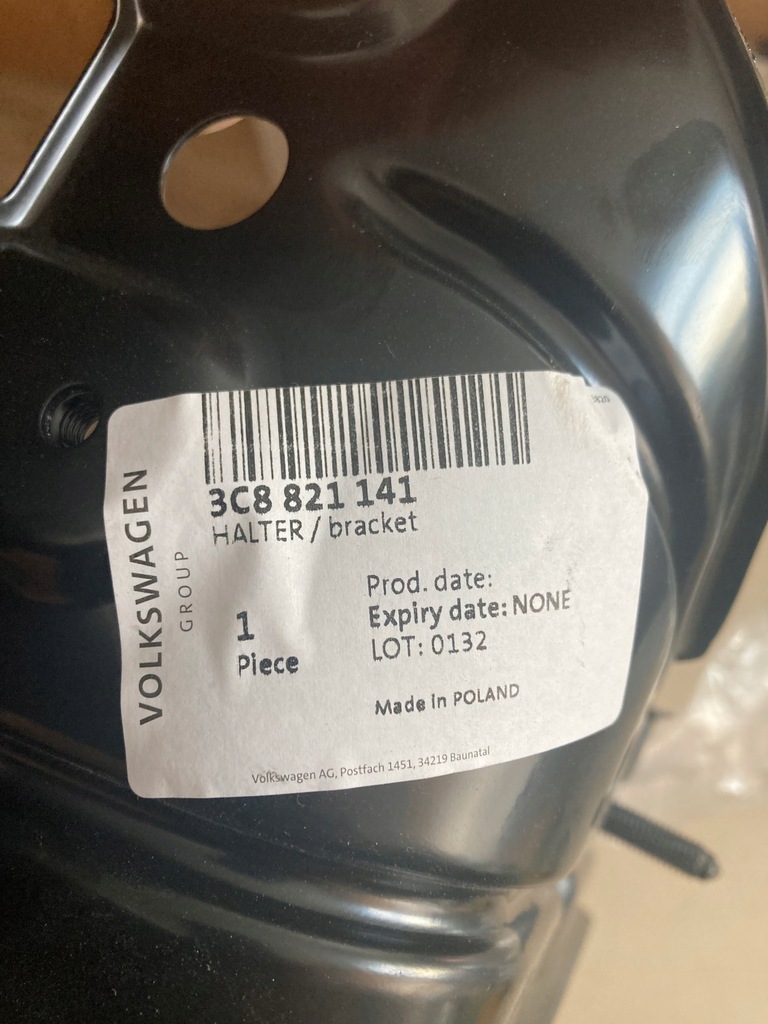 3C8 821 141
HALTER / bracket
VOLKSWAGEN
GROUP
1
Piece
Prod. date:
Expiry date: NONE
LOT: 0132
Made in POLAND
Volkswagen AG, Postfach 1451, 34219 Baunatal